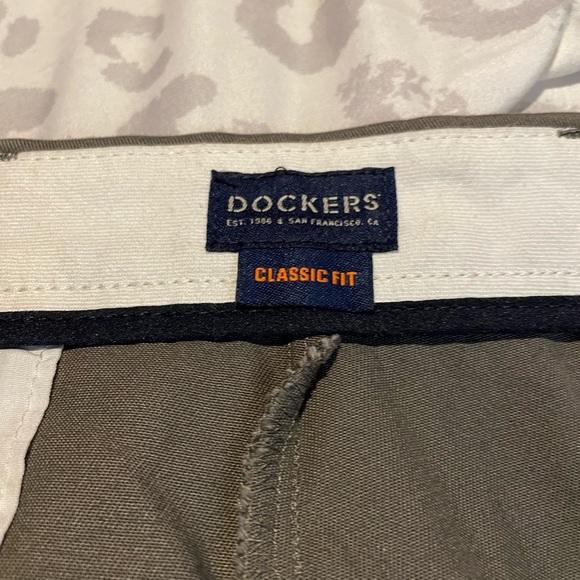 DOCKERS
EST. 1986 & SAN FRANCISCO, CA
CLASSIC FIT